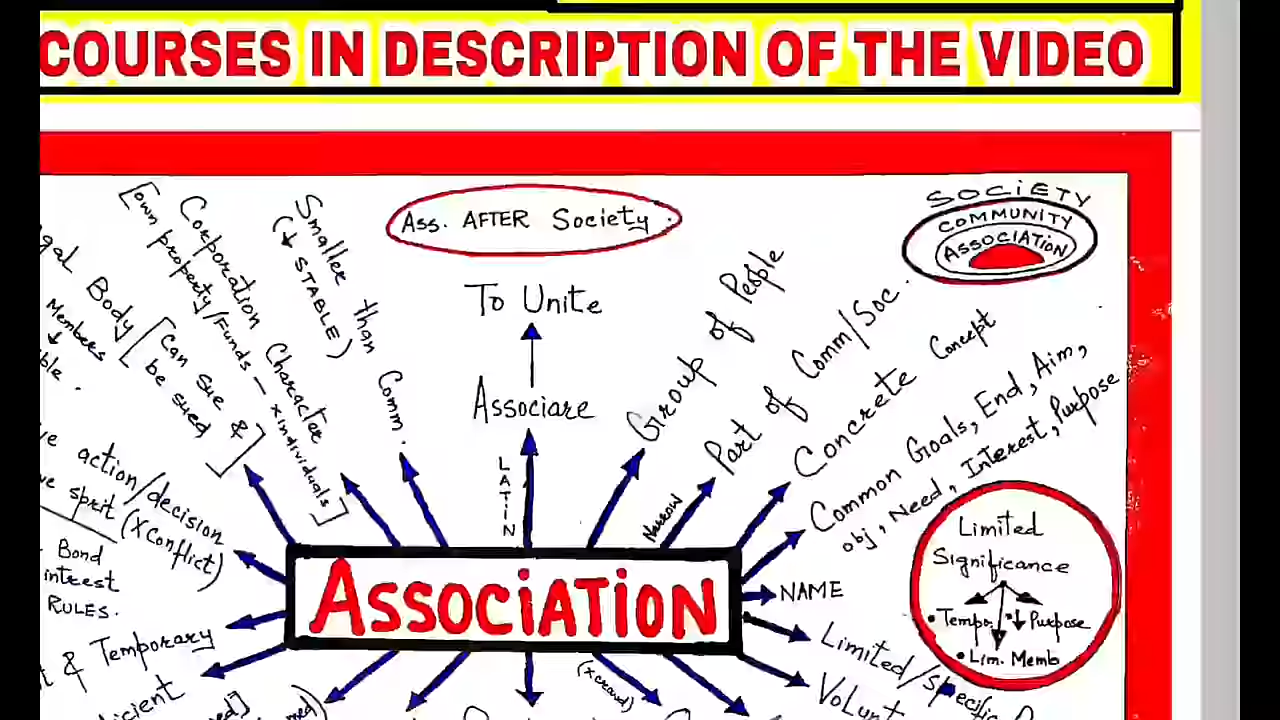 COURSES IN DESCRIPTION OF THE VIDEO
Ass. AFTER Society.
SOCIETY
COMMUNITY
ASSOCIATION
To Unite
Associare
LATIN
Smaller than Comm.
(↓ STABLE)
Corporation Character
[own property/Funds – x individuals]
Body [Can sue &
be sued]
Members
↓
action/decision
sprit (X Conflict)
Bond
interest
RULES.
& Temporary
Group of People
Narrow
Part of Comm/Soc.
Concrete Concept
Common Goals, End, Aim,
obj, Need, Interest, Purpose
ASSOCIATION
NAME
Limited/Specific
(x crowd)
Limited
Significance
• Tempo. • ↓ Purpose
• Lim. Memb